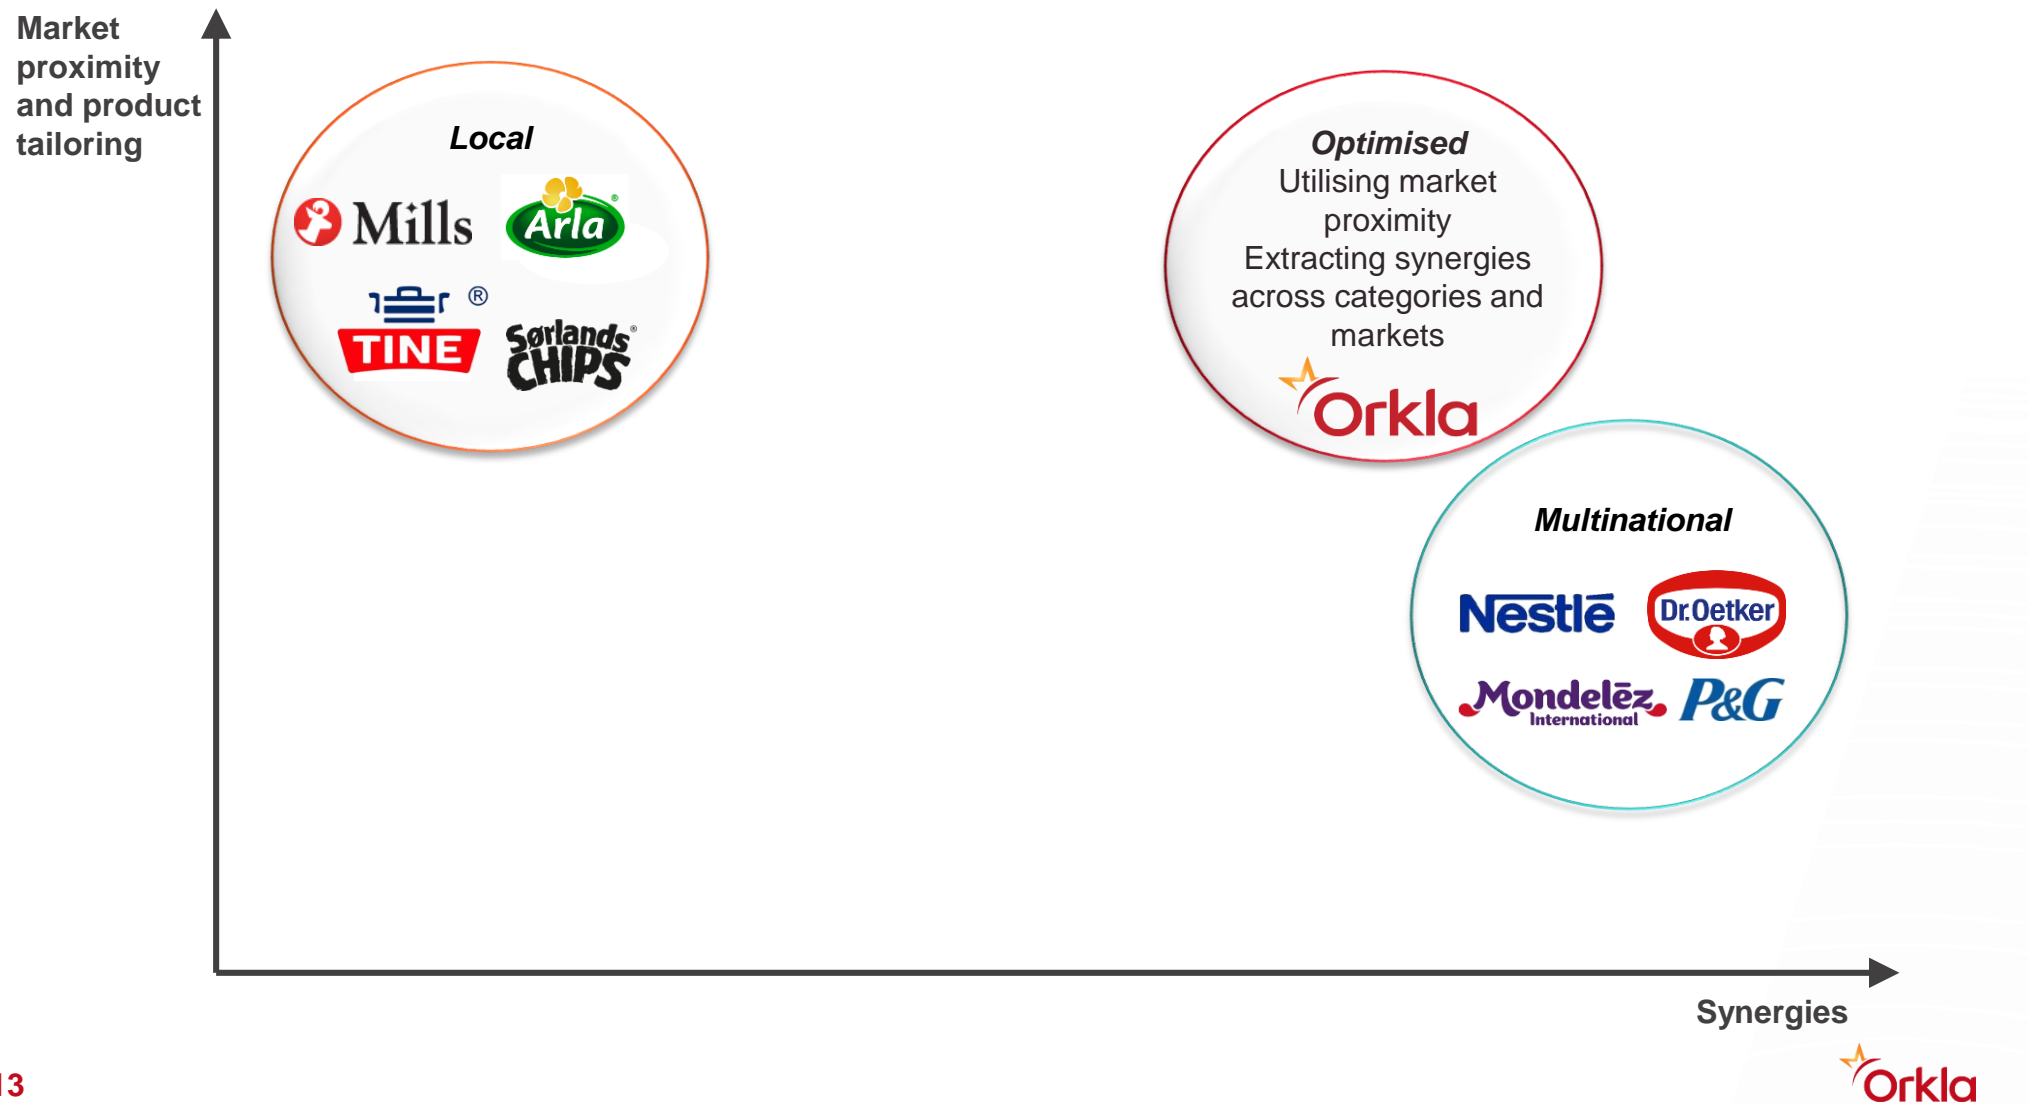 Market
proximity
and product
tailoring
Local
Mills
Arla
®
TINE
®
Sørlands®
CHIPS
Optimised
Utilising market
proximity
Extracting synergies
across categories and
markets
Orkla
Multinational
Nestlé
Dr.Oetker
Mondelēz
International
P&G
Synergies
13
Orkla